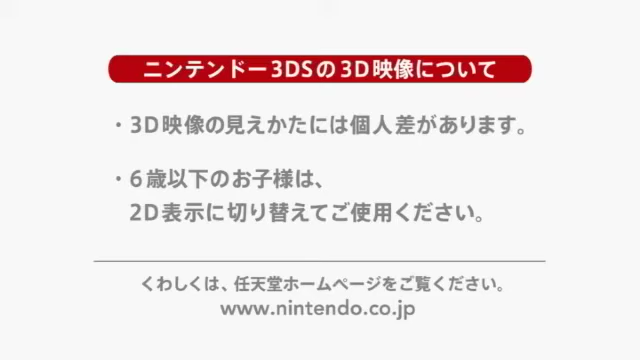 ニンテンドー3DSの3D映像について
・3D映像の見えかたには個人差があります。
・6歳以下のお子様は、
2D表示に切り替えてご使用ください。
くわしくは、任天堂ホームページをご覧ください。
www.nintendo.co.jp